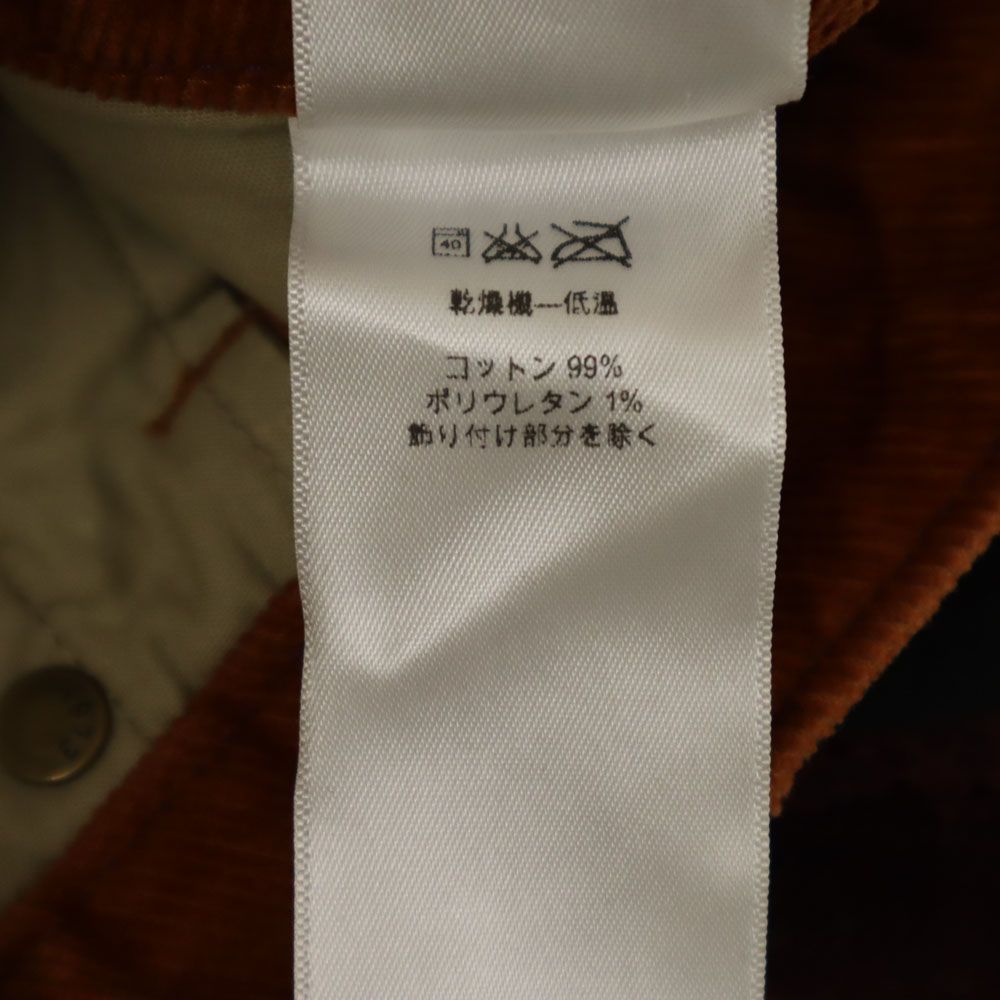 40
乾燥機—低温
コットン 99%
ポリウレタン 1%
飾り付け部分を除く